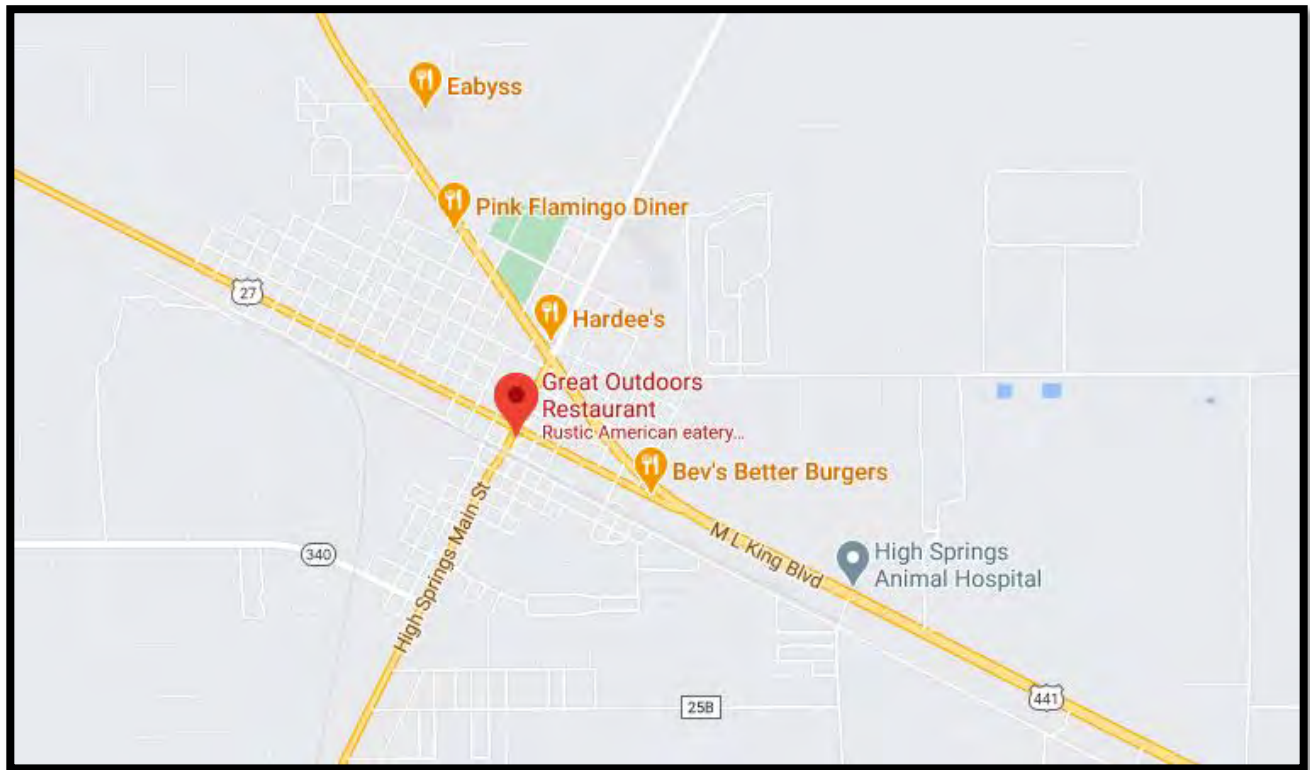 Eabyss
Pink Flamingo Diner
27
Hardee's
Great Outdoors
Restaurant
Rustic American eatery...
Bev's Better Burgers
M L King Blvd
High Springs
Animal Hospital
340
High Springs Main St
441
25B